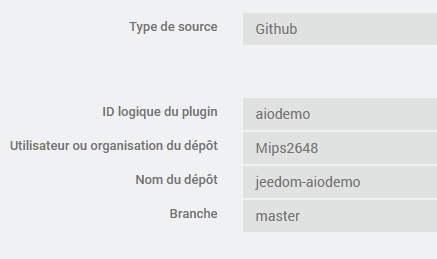 Type de source Github
ID logique du plugin aiodemo
Utilisateur ou organisation du dépôt Mips2648
Nom du dépôt jeedom-aiodemo
Branche master